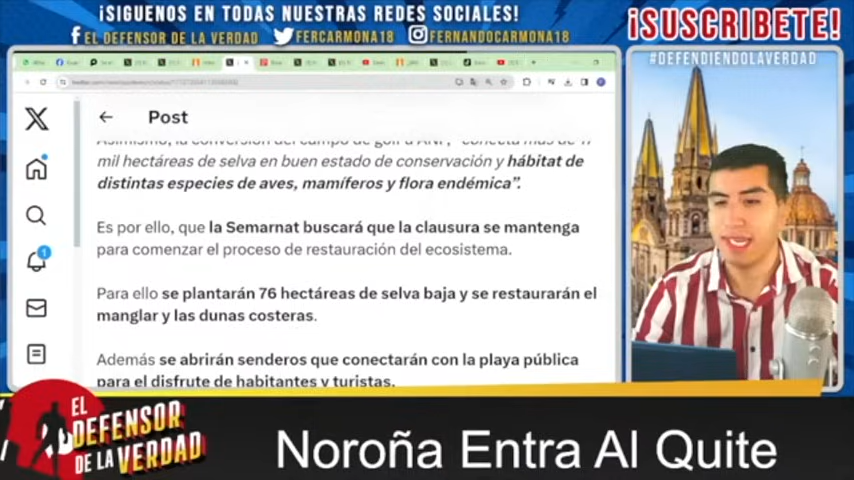 ¡SIGUENOS EN TODAS NUESTRAS REDES SOCIALES!
EL DEFENSOR DE LA VERDAD FERCARMONA18 FERNANDOCARMONA18
¡SUSCRIBETE!
#DEFENDIENDOLAVERDAD
Post
mil hectáreas de selva en buen estado de conservación y hábitat de
distintas especies de aves, mamíferos y flora endémica”.
Es por ello, que la Semarnat buscará que la clausura se mantenga
para comenzar el proceso de restauración del ecosistema.
Para ello se plantarán 76 hectáreas de selva baja y se restaurarán el
manglar y las dunas costeras.
Además se abrirán senderos que conectarán con la playa pública
para el disfrute de habitantes y turistas.
1
EL
DEFENSOR
DE LA VERDAD
Noroña Entra Al Quite